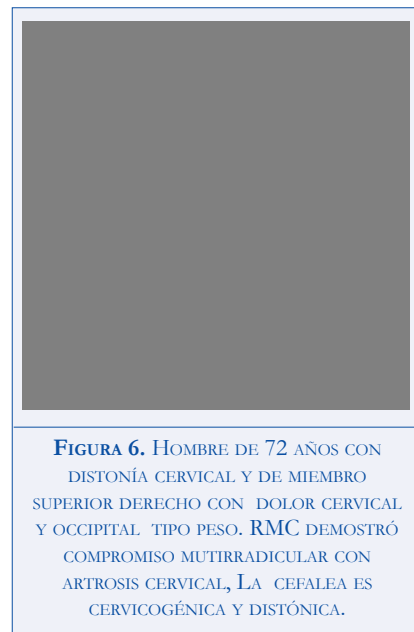 FIGURA 6. HOMBRE DE 72 AÑOS CON
DISTONÍA CERVICAL Y DE MIEMBRO
SUPERIOR DERECHO CON DOLOR CERVICAL
Y OCCIPITAL TIPO PESO. RMC DEMOSTRÓ
COMPROMISO MUTIRRADICULAR CON
ARTROSIS CERVICAL, LA CEFALEA ES
CERVICOGÉNICA Y DISTÓNICA.